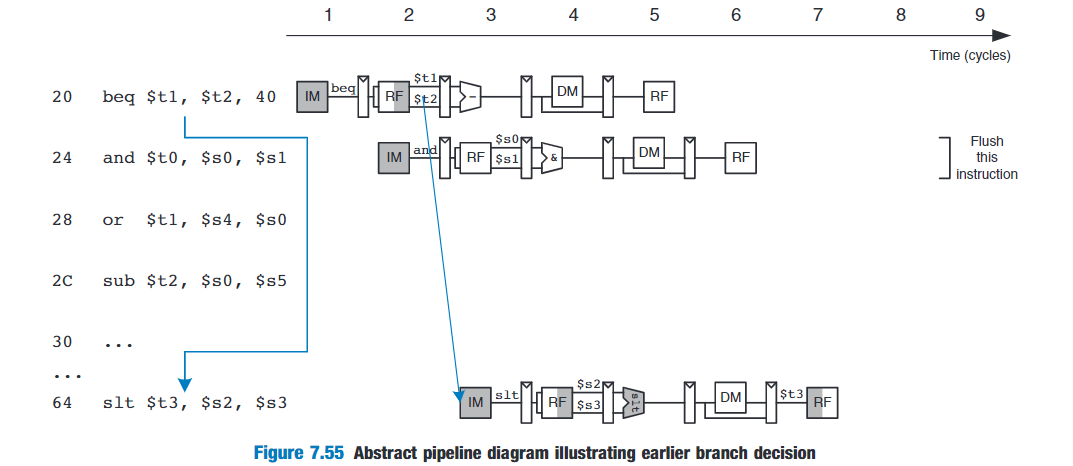 1 2 3 4 5 6 7 8 9
Time (cycles)
20 beq $t1, $t2, 40 IM beq RF $t1 $t2 - DM RF
24 and $t0, $s0, $s1 IM and RF $s0 $s1 & DM RF
Flush
this
instruction
28 or $t1, $s4, $s0
2C sub $t2, $s0, $s5
30 ...
...
64 slt $t3, $s2, $s3 IM slt RF $s2 $s3 slt DM $t3 RF
Figure 7.55 Abstract pipeline diagram illustrating earlier branch decision